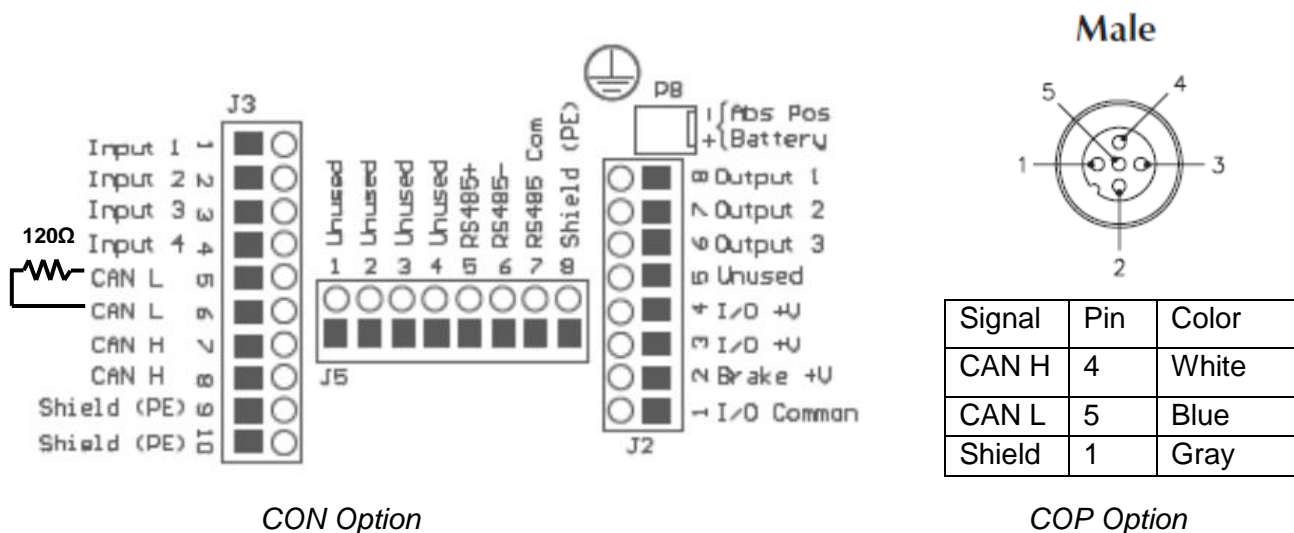 Male
J3
Input 1 1
Input 2 2
Input 3 3
Input 4 4
120Ω
CAN L 5
CAN L 6
CAN H 7
CAN H 8
Shield (PE) 9
Shield (PE) 10
Unused
Unused
Unused
Unused
RS485+
RS485-
RS485 Com
Shield (PE)
1 2 3 4 5 6 7 8
J5
P8
- Abs Pos
+ Battery
8 Output 1
7 Output 2
6 Output 3
5 Unused
4 I/O +V
3 I/O +V
2 Brake +V
1 I/O Comman
J2
5 4
1 3
2
Signal Pin Color
CAN H 4 White
CAN L 5 Blue
Shield 1 Gray
CON Option
COP Option